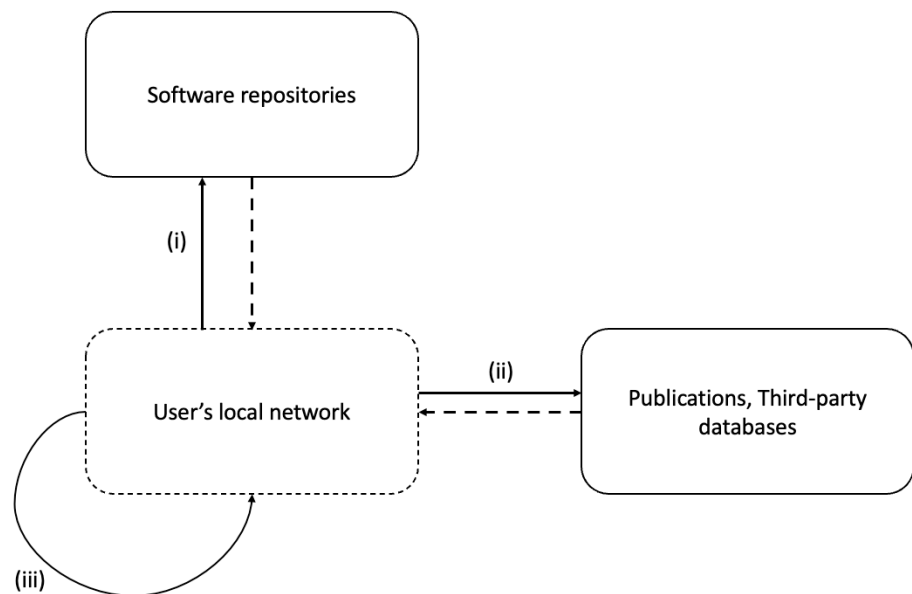 Software repositories
(i)
(ii)
User's local network
Publications, Third-party
databases
(iii)